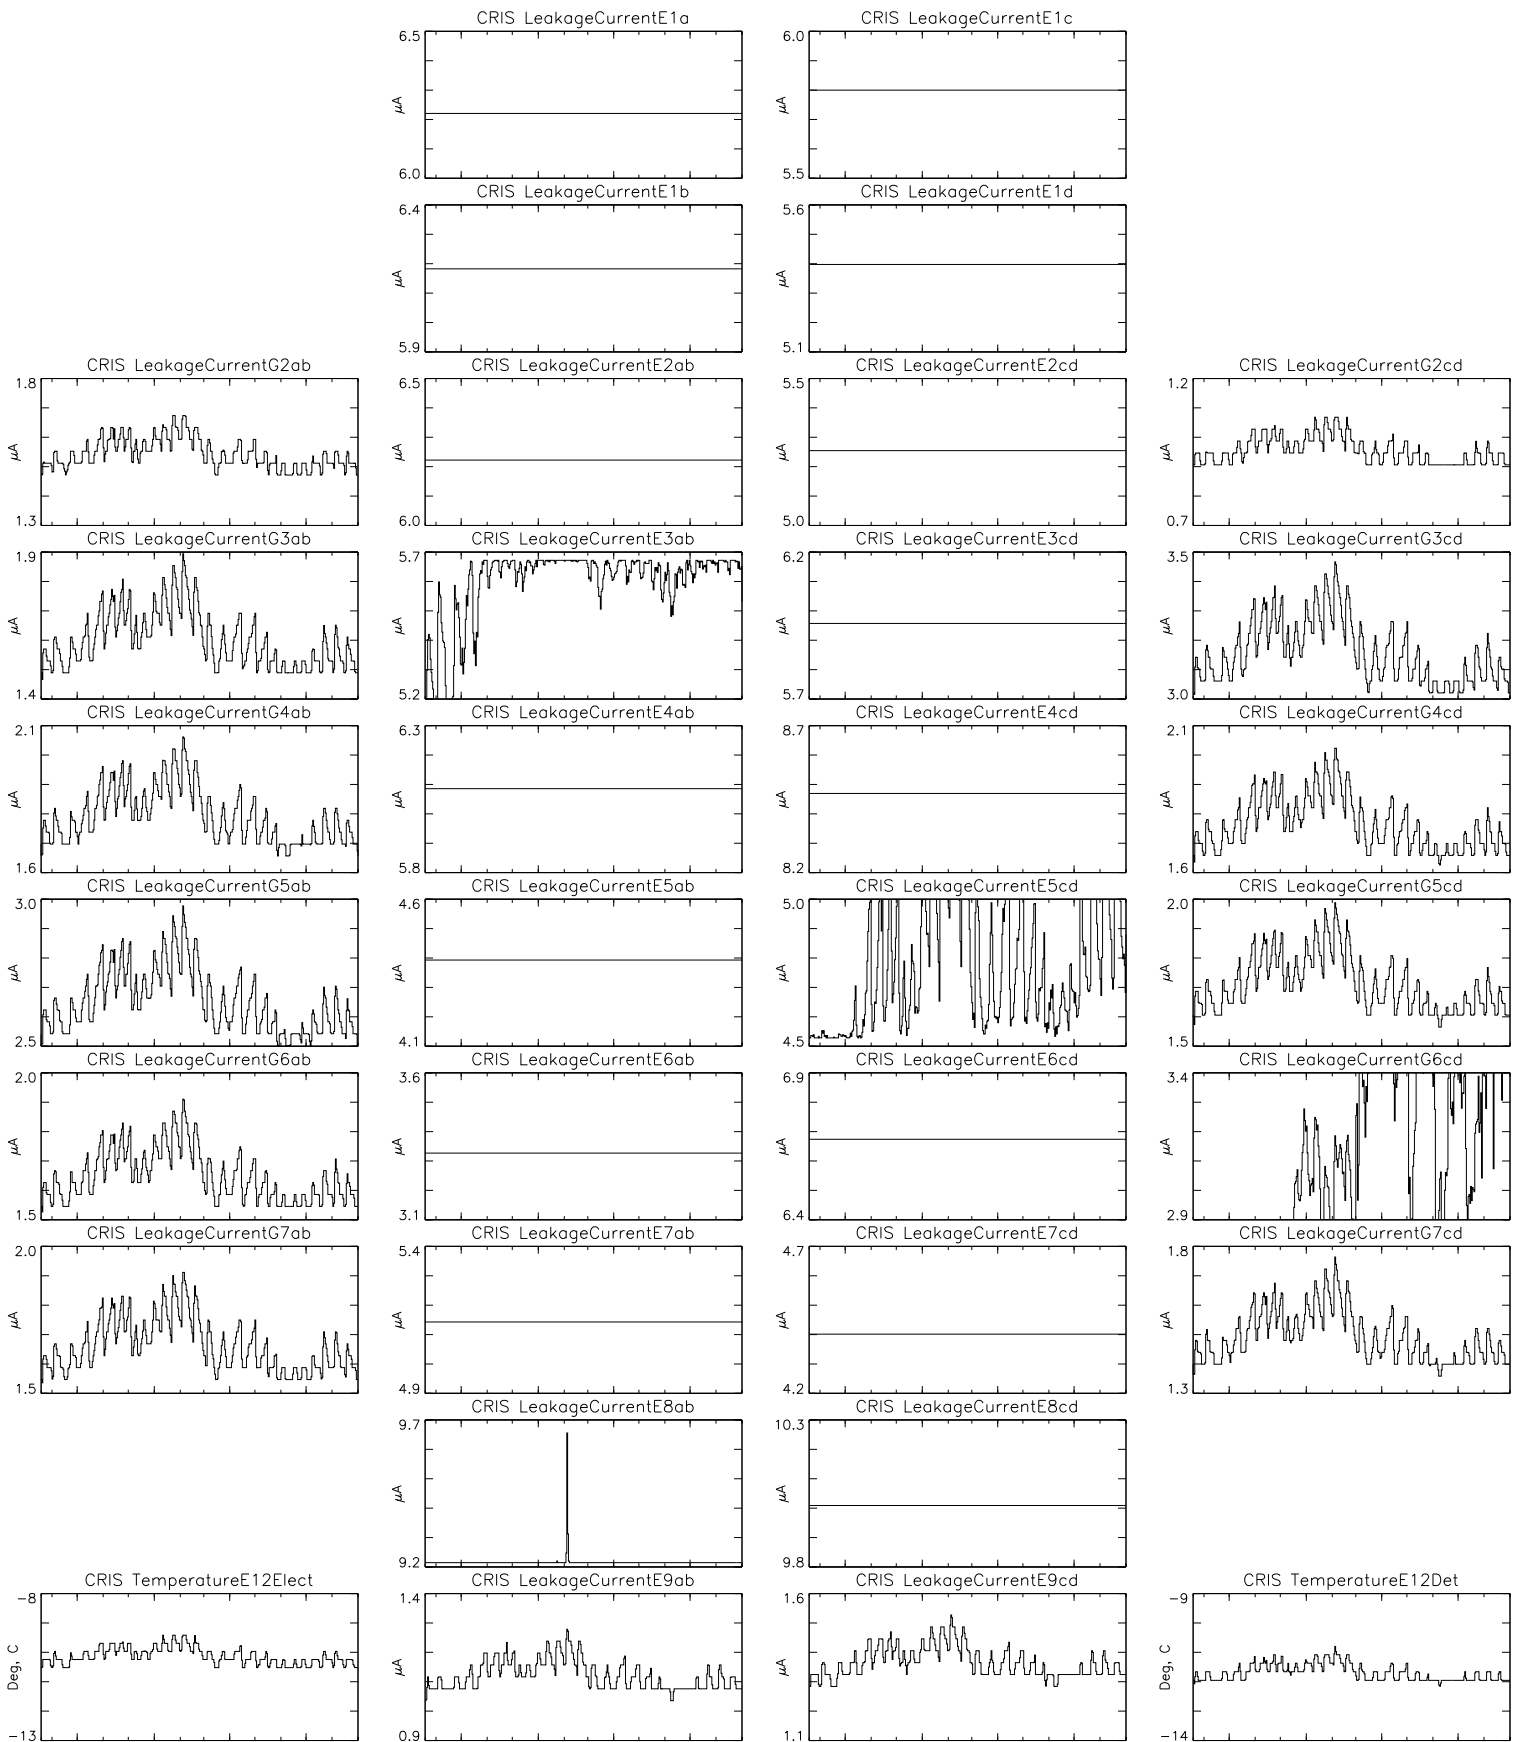 CRIS LeakageCurrentE1a
6.5
μA
6.0
CRIS LeakageCurrentE1c
6.0
μA
5.5
CRIS LeakageCurrentE1b
6.4
μA
5.9
CRIS LeakageCurrentE1d
5.6
μA
5.1
CRIS LeakageCurrentG2ab
1.8
μA
1.3
CRIS LeakageCurrentE2ab
6.5
μA
6.0
CRIS LeakageCurrentE2cd
5.5
μA
5.0
CRIS LeakageCurrentG2cd
1.2
μA
0.7
CRIS LeakageCurrentG3ab
1.9
μA
1.4
CRIS LeakageCurrentE3ab
5.7
μA
5.2
CRIS LeakageCurrentE3cd
6.2
μA
5.7
CRIS LeakageCurrentG3cd
3.5
μA
3.0
CRIS LeakageCurrentG4ab
2.1
μA
1.6
CRIS LeakageCurrentE4ab
6.3
μA
5.8
CRIS LeakageCurrentE4cd
8.7
μA
8.2
CRIS LeakageCurrentG4cd
2.1
μA
1.6
CRIS LeakageCurrentG5ab
3.0
μA
2.5
CRIS LeakageCurrentE5ab
4.6
μA
4.1
CRIS LeakageCurrentE5cd
5.0
μA
4.5
CRIS LeakageCurrentG5cd
2.0
μA
1.5
CRIS LeakageCurrentG6ab
2.0
μA
1.5
CRIS LeakageCurrentE6ab
3.6
μA
3.1
CRIS LeakageCurrentE6cd
6.9
μA
6.4
CRIS LeakageCurrentG6cd
3.4
μA
2.9
CRIS LeakageCurrentG7ab
2.0
μA
1.5
CRIS LeakageCurrentE7ab
5.4
μA
4.9
CRIS LeakageCurrentE7cd
4.7
μA
4.2
CRIS LeakageCurrentG7cd
1.8
μA
1.3
CRIS LeakageCurrentE8ab
9.7
μA
9.2
CRIS LeakageCurrentE8cd
10.3
μA
9.8
CRIS TemperatureE12Elect
−8
Deg, C
−13
CRIS LeakageCurrentE9ab
1.4
μA
0.9
CRIS LeakageCurrentE9cd
1.6
μA
1.1
CRIS TemperatureE12Det
−9
Deg, C
−14